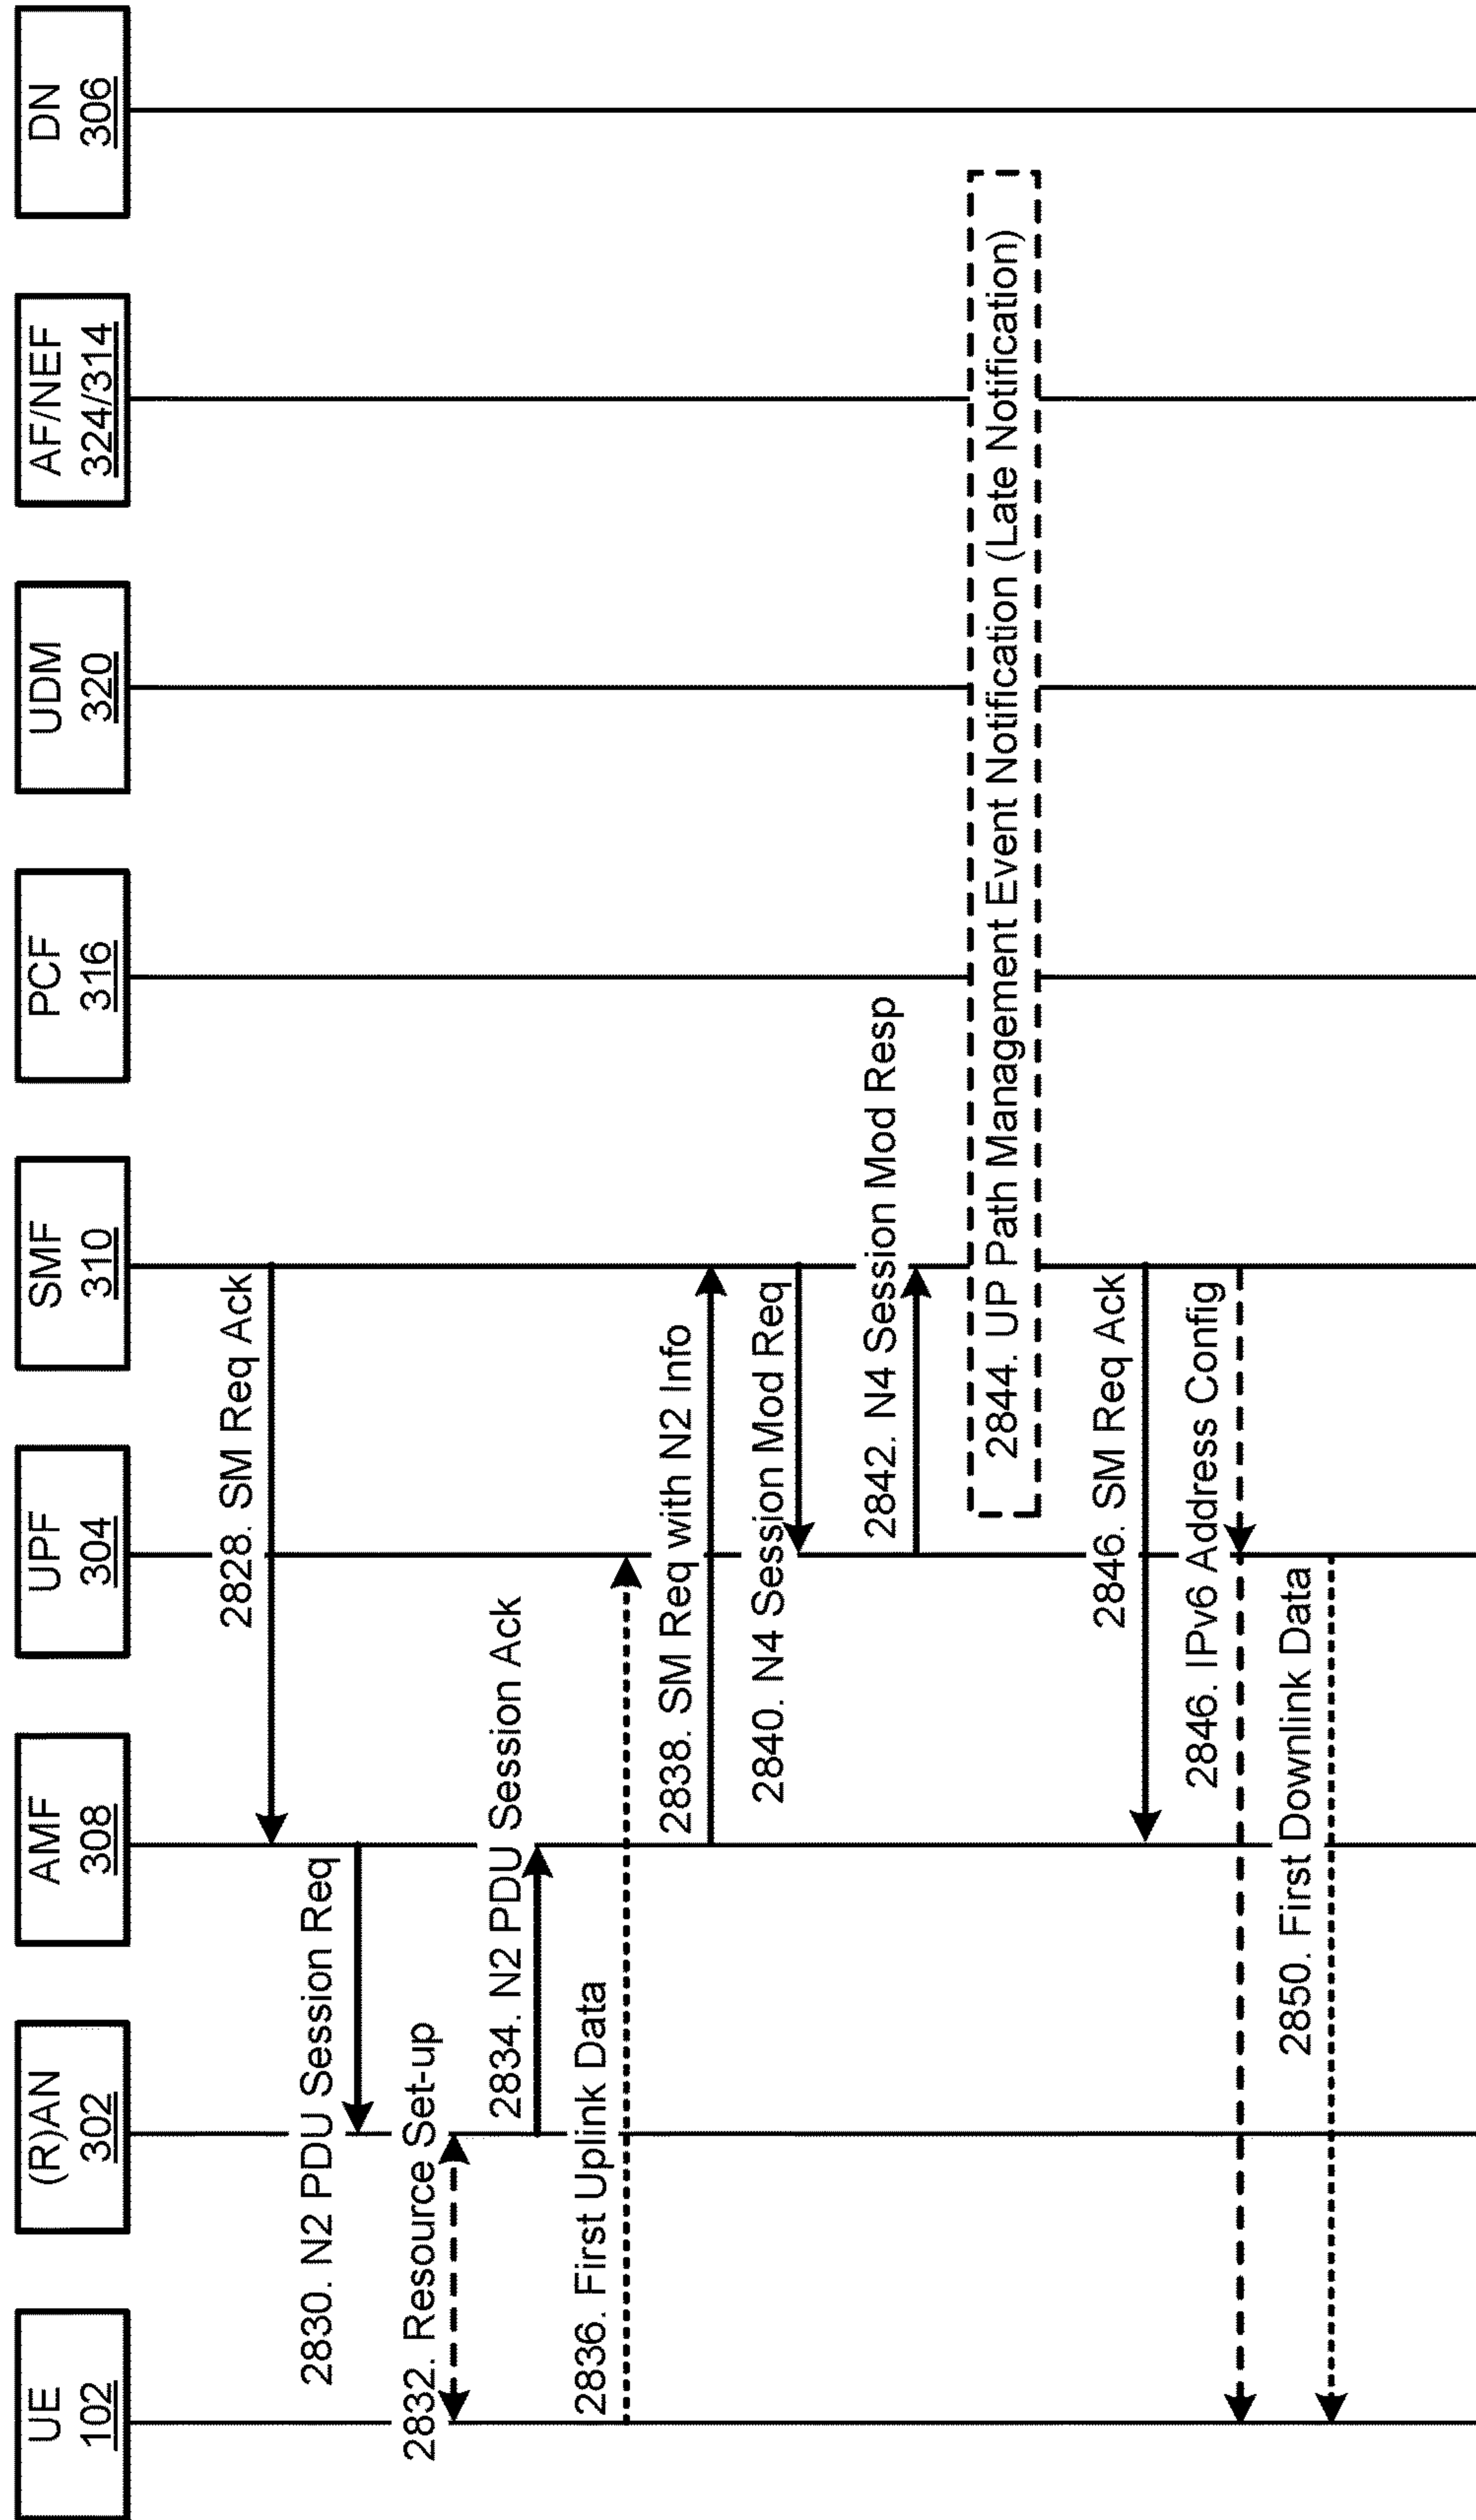 UE
102
(R)AN
302
AMF
308
UPF
304
SMF
310
PCF
316
UDM
320
AF/NEF
324/314
DN
306
2828. SM Req Ack
2830. N2 PDU Session Req
2832. Resource Set-up
2834. N2 PDU Session Ack
2836. First Uplink Data
2838. SM Req with N2 Info
2840. N4 Session Mod Req
2842. N4 Session Mod Resp
2844. UP Path Management Event Notification (Late Notification)
2846. SM Req Ack
2846. IPv6 Address Config
2850. First Downlink Data